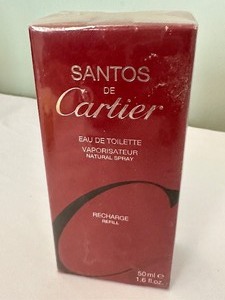 SANTOS
DE
Cartier
EAU DE TOILETTE
VAPORISATEUR
NATURAL SPRAY
RECHARGE
REFILL
50 ml e
1.6 fl.oz.